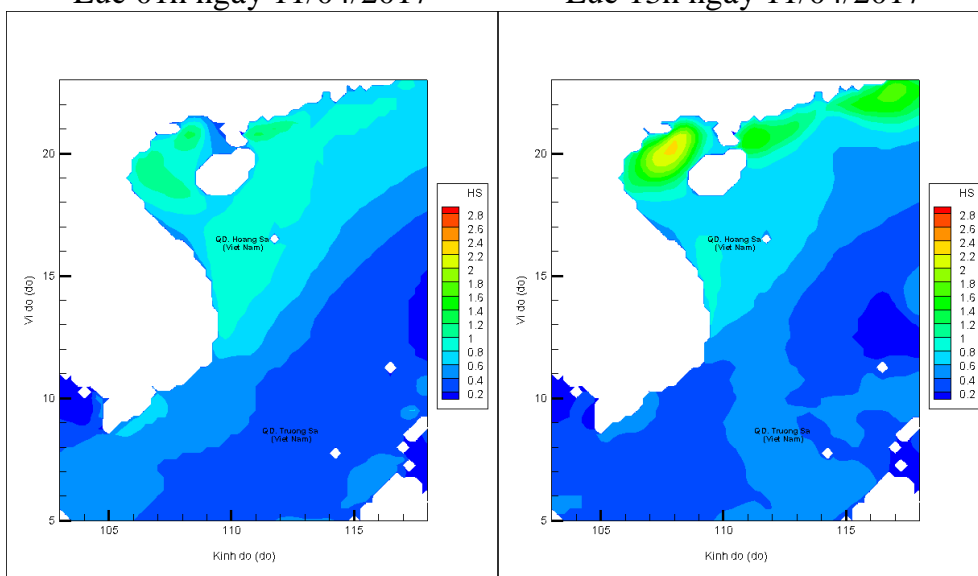 Lúc 01h ngày 11/04/2017
Lúc 13h ngày 11/04/2017
20
15
10
5
105
110
115
Vi do (do)
Kinh do (do)
QD. Hoang Sa
(Viet Nam)
QD. Truong Sa
(Viet Nam)
HS
2.8
2.6
2.4
2.2
2
1.8
1.6
1.4
1.2
1
0.8
0.6
0.4
0.2
20
15
10
5
105
110
115
Vi do (do)
Kinh do (do)
QD. Hoang Sa
(Viet Nam)
QD. Truong Sa
(Viet Nam)
HS
2.8
2.6
2.4
2.2
2
1.8
1.6
1.4
1.2
1
0.8
0.6
0.4
0.2